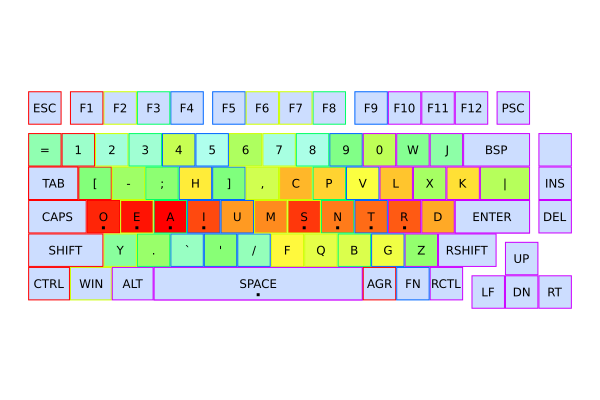 ESC F1 F2 F3 F4 F5 F6 F7 F8 F9 F10 F11 F12 PSC
= 1 2 3 4 5 6 7 8 9 0 W J BSP
TAB [ - ; H ] , C P V L X K | INS
CAPS O E A I U M S N T R D ENTER DEL
SHIFT Y . ` ' / F Q B G Z RSHIFT UP
CTRL WIN ALT SPACE AGR FN RCTL LF DN RT